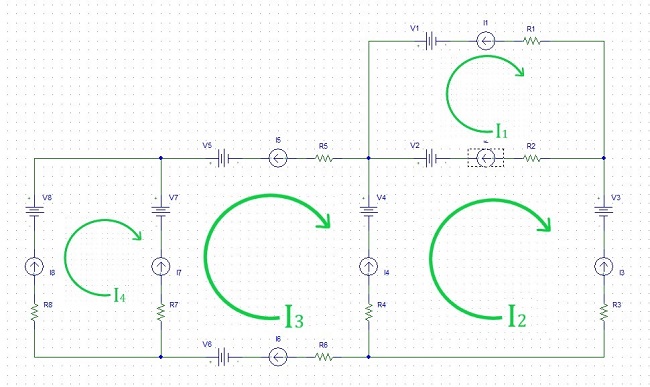 V1 I1 R1
I₁
V5 I5 R5 V2 R2
V8 V7 V4 V3
I8 I7 I4 I3
I₄ I₃ I₂
R8 R7 R4 R3
V6 I6 R6